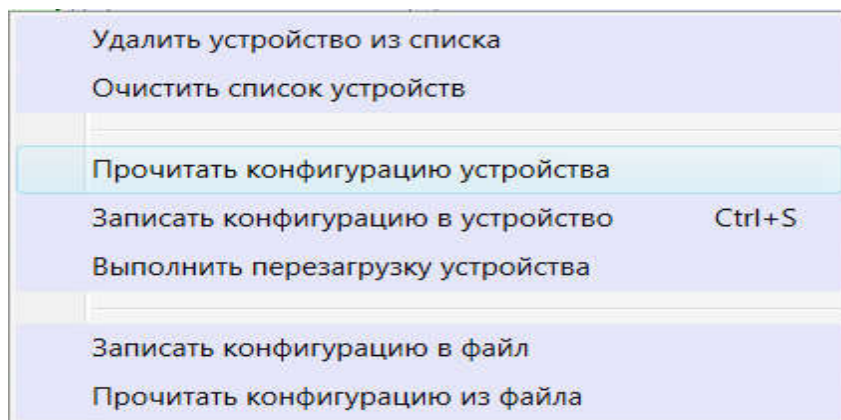 Удалить устройство из списка
Очистить список устройств
Прочитать конфигурацию устройства
Записать конфигурацию в устройство Ctrl+S
Выполнить перезагрузку устройства
Записать конфигурацию в файл
Прочитать конфигурацию из файла